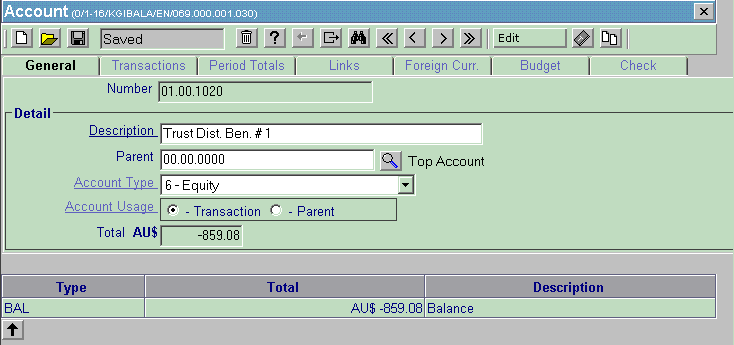 Account (0/1-16/KGIBALA/EN/069.000.001.030)
Saved ? Edit
General Transactions Period Totals Links Foreign Curr. Budget Check
Number 01.00.1020
Detail
Description Trust Dist. Ben. # 1
Parent 00.00.0000 Top Account
Account Type 6 - Equity
Account Usage - Transaction - Parent
Total AU$ -859.08
Type Total Description
BAL AU$ -859.08 Balance